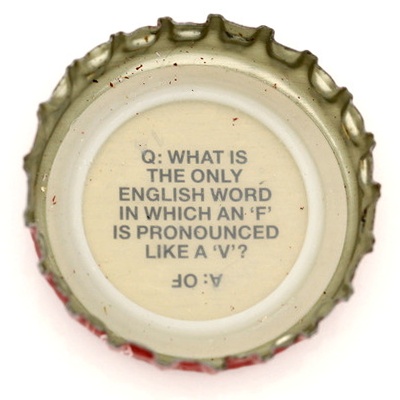 Q: WHAT IS
THE ONLY
ENGLISH WORD
IN WHICH AN 'F'
IS PRONOUNCED
LIKE A 'V'?
A: OF